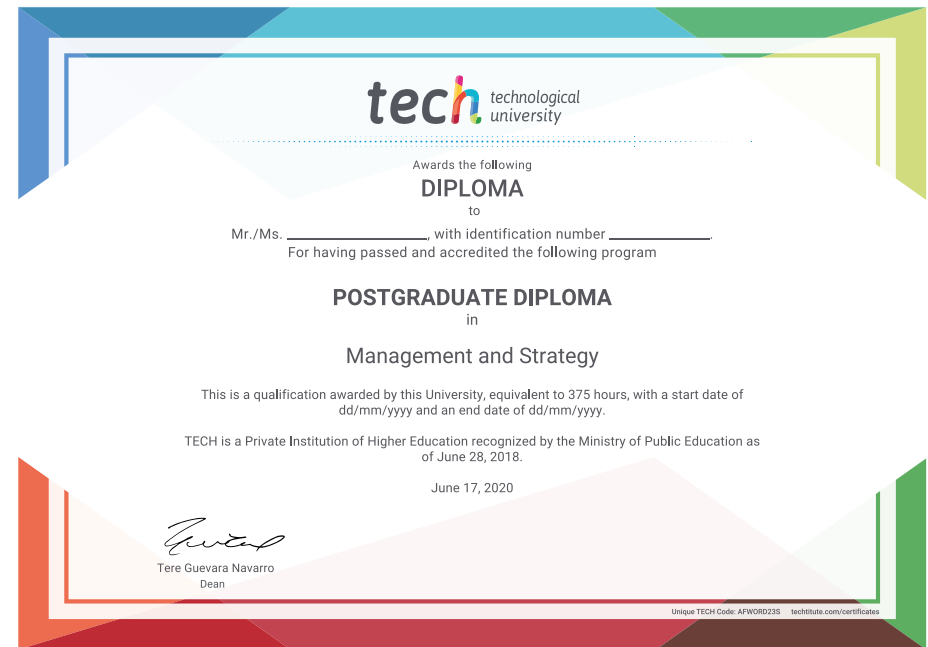 tech technological
university
Awards the following
DIPLOMA
to
Mr./Ms. ____________________, with identification number ______________.
For having passed and accredited the following program
POSTGRADUATE DIPLOMA
in
Management and Strategy
This is a qualification awarded by this University, equivalent to 375 hours, with a start date of
dd/mm/yyyy and an end date of dd/mm/yyyy.
TECH is a Private Institution of Higher Education recognized by the Ministry of Public Education as
of June 28, 2018.
June 17, 2020
Tere Guevara Navarro
Dean
Unique TECH Code: AFWORD23S techtitute.com/certificates